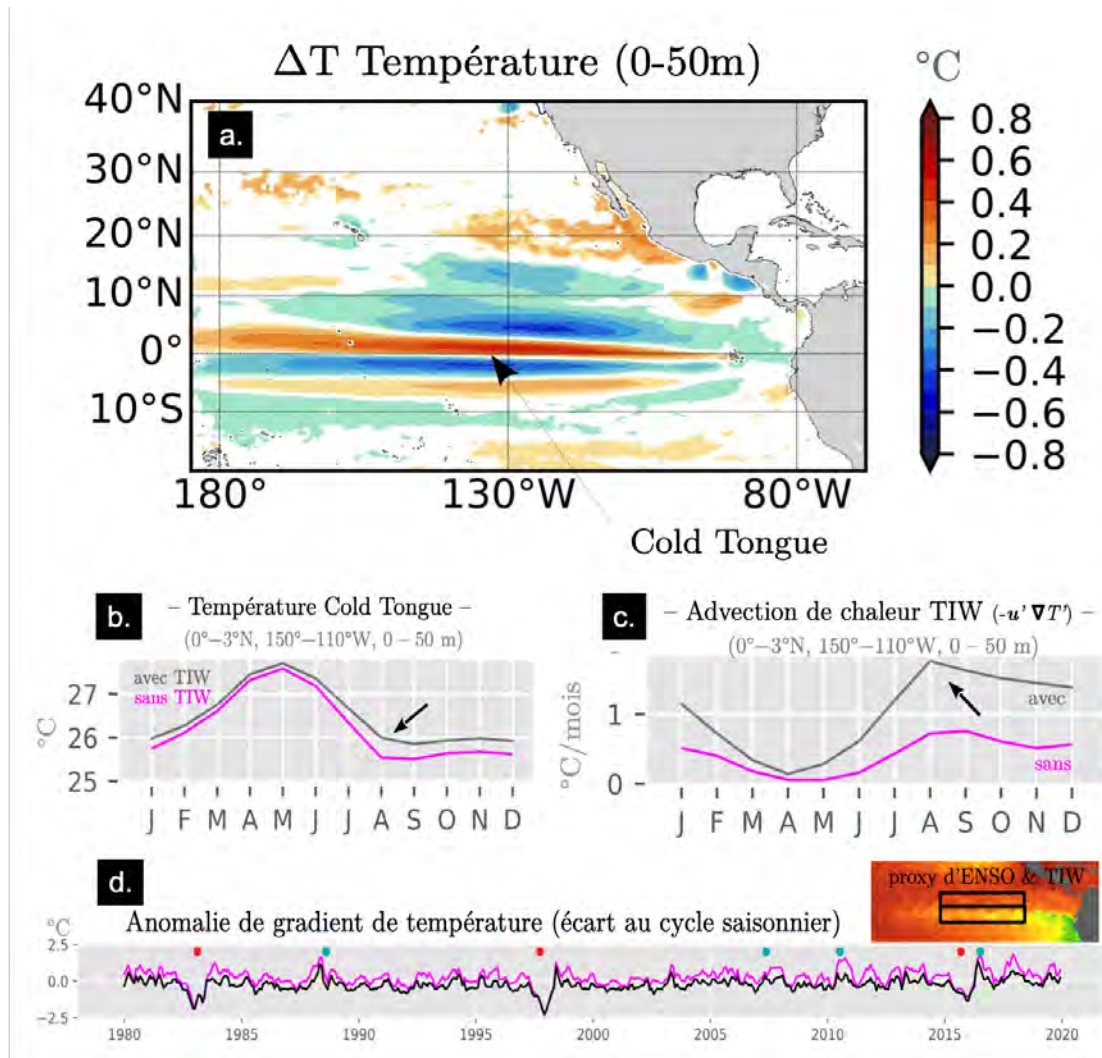 ΔT Température (0-50m)
°C
a.
40°N
30°N
20°N
10°N
0°
10°S
180°
130°W
80°W
0.8
0.6
0.4
0.2
0.0
−0.2
−0.4
−0.6
−0.8
Cold Tongue
b.
– Température Cold Tongue –
(0°–3°N, 150°–110°W, 0 – 50 m)
avec TIW
sans TIW
°C
27
26
25
J F M A M J J A S O N D
c.
– Advection de chaleur TIW (-u' ∇T')
(0°–3°N, 150°–110°W, 0 – 50 m)
°C/mois
1
0
avec
sans
J F M A M J J A S O N D
d.
proxy d'ENSO & TIW
Anomalie de gradient de température (écart au cycle saisonnier)
°C
2.5
0.0
−2.5
1980 1985 1990 1995 2000 2005 2010 2015 2020